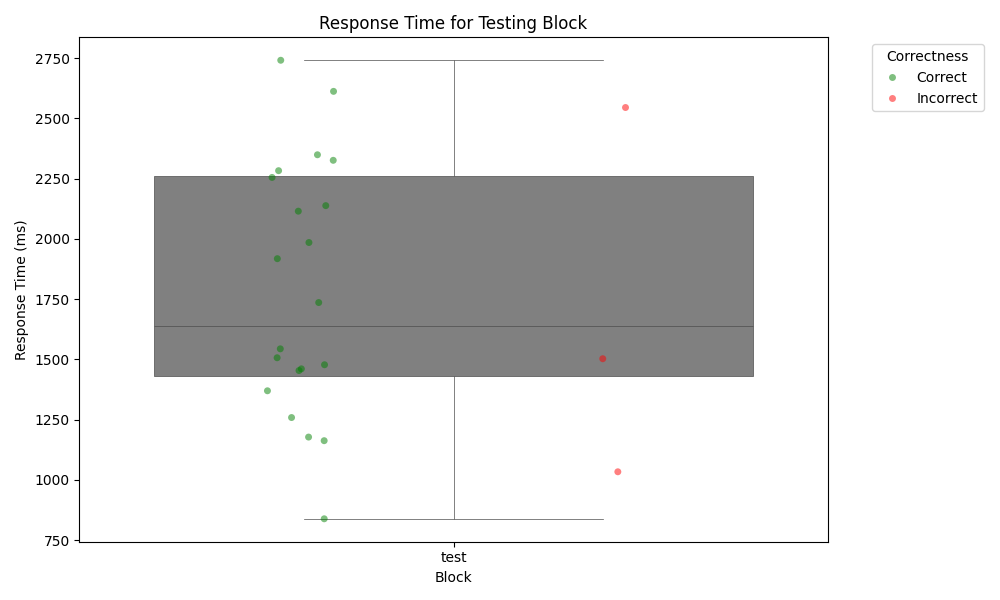 Response Time for Testing Block
Correctness
Correct
Incorrect
Response Time (ms)
2750
2500
2250
2000
1750
1500
1250
1000
750
test
Block